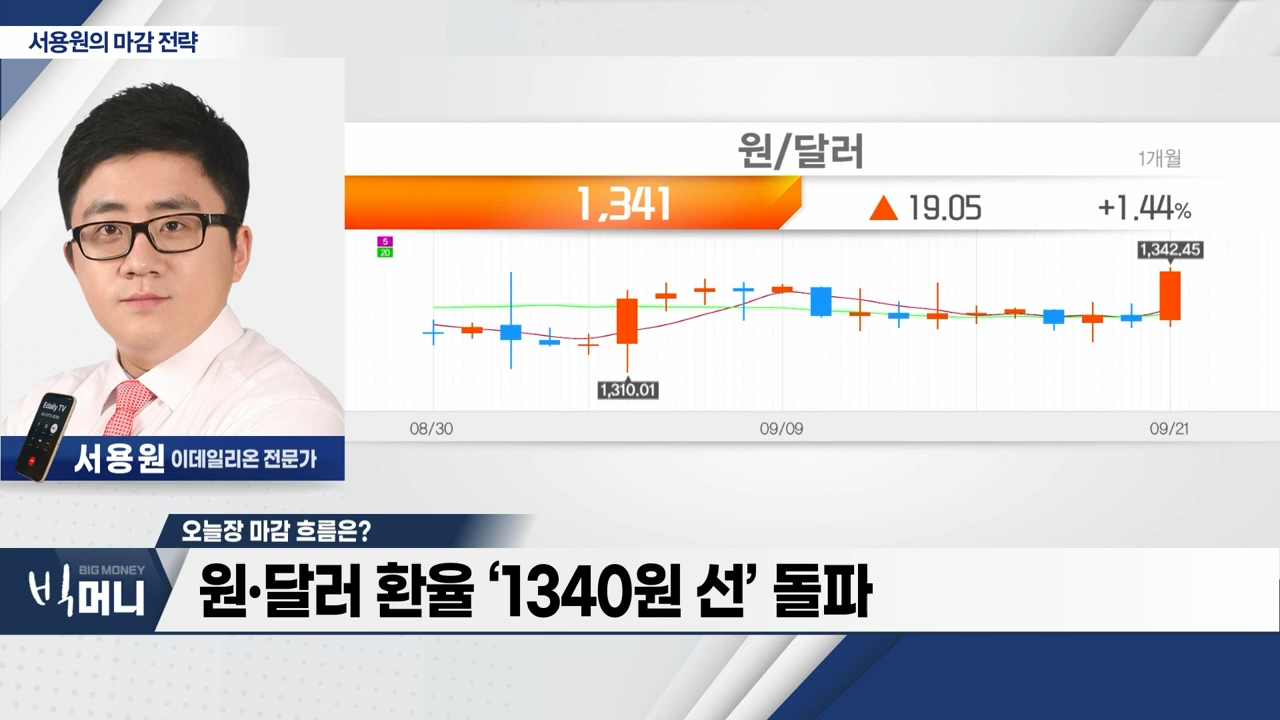 서용원의 마감 전략
원/달러
1개월
1,341
▲ 19.05
+1.44%
5
20
1,342.45
1,310.01
08/30
09/09
09/21
Edaily TV
서용원 이데일리온 전문가
오늘장 마감 흐름은?
BIG MONEY
빅머니
원·달러 환율 ‘1340원 선’ 돌파